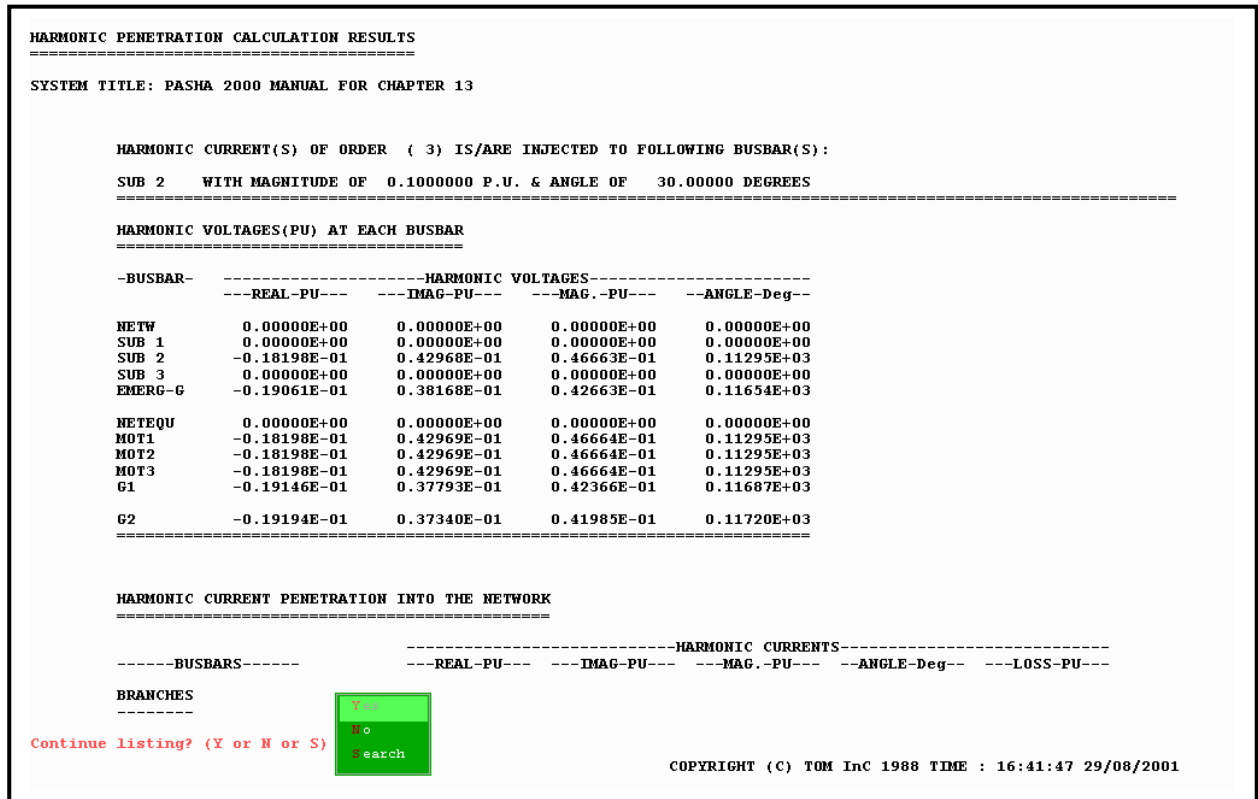 HARMONIC PENETRATION CALCULATION RESULTS
========================================
SYSTEM TITLE: PASHA 2000 MANUAL FOR CHAPTER 13
HARMONIC CURRENT(S) OF ORDER ( 3) IS/ARE INJECTED TO FOLLOWING BUSBAR(S):
SUB 2 WITH MAGNITUDE OF 0.1000000 P.U. & ANGLE OF 30.00000 DEGREES
==============================================================================================================
HARMONIC VOLTAGES(PU) AT EACH BUSBAR
====================================
-BUSBAR- ---------------------HARMONIC VOLTAGES-----------------------
---REAL-PU--- ---IMAG-PU--- ---MAG.-PU--- --ANGLE-Deg--
NETW 0.00000E+00 0.00000E+00 0.00000E+00 0.00000E+00
SUB 1 0.00000E+00 0.00000E+00 0.00000E+00 0.00000E+00
SUB 2 -0.18198E-01 0.42968E-01 0.46663E-01 0.11295E+03
SUB 3 0.00000E+00 0.00000E+00 0.00000E+00 0.00000E+00
EMERG-G -0.19061E-01 0.38168E-01 0.42663E-01 0.11654E+03
NETEQU 0.00000E+00 0.00000E+00 0.00000E+00 0.00000E+00
MOT1 -0.18198E-01 0.42969E-01 0.46664E-01 0.11295E+03
MOT2 -0.18198E-01 0.42969E-01 0.46664E-01 0.11295E+03
MOT3 -0.18198E-01 0.42969E-01 0.46664E-01 0.11295E+03
G1 -0.19146E-01 0.37793E-01 0.42366E-01 0.11687E+03
G2 -0.19194E-01 0.37340E-01 0.41985E-01 0.11720E+03
========================================================================
HARMONIC CURRENT PENETRATION INTO THE NETWORK
=============================================
----------------------------HARMONIC CURRENTS----------------------------
------BUSBARS------ ---REAL-PU--- ---IMAG-PU--- ---MAG.-PU--- --ANGLE-Deg-- ---LOSS-PU---
BRANCHES
--------
Yes
No
Continue listing? (Y or N or S)
Search
COPYRIGHT (C) TOM InC 1988 TIME : 16:41:47 29/08/2001